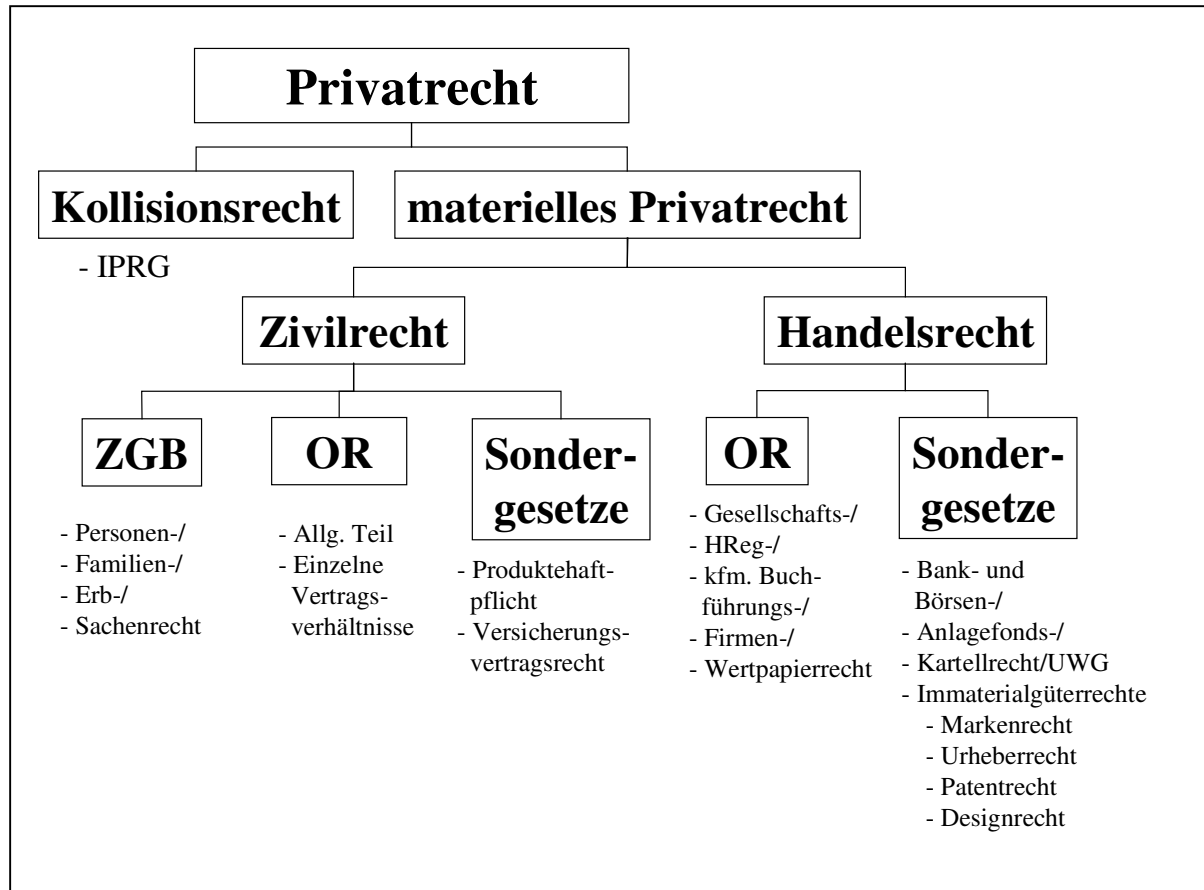 Privatrecht
Kollisionsrecht
- IPRG
materielles Privatrecht
Zivilrecht
ZGB
- Personen-/
- Familien-/
- Erb-/
- Sachenrecht
OR
- Allg. Teil
- Einzelne
Vertrags-
verhältnisse
Sonder-
gesetze
- Produktehaft-
pflicht
- Versicherungs-
vertragsrecht
Handelsrecht
OR
- Gesellschafts-/
- HReg-/
- kfm. Buch-
führungs-/
- Firmen-/
- Wertpapierrecht
Sonder-
gesetze
- Bank- und
Börsen-/
- Anlagefonds-/
- Kartellrecht/UWG
- Immaterialgüterrechte
- Markenrecht
- Urheberrecht
- Patentrecht
- Designrecht